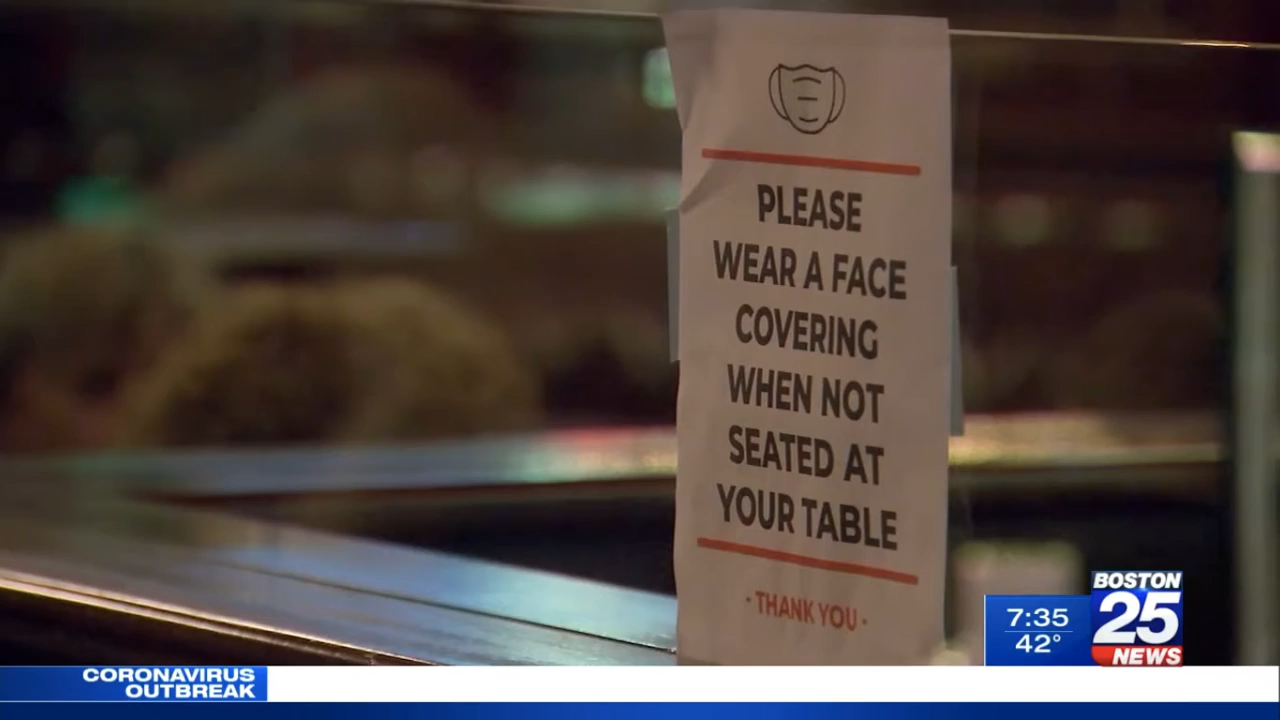 PLEASE
WEAR A FACE
COVERING
WHEN NOT
SEATED AT
YOUR TABLE
· THANK YOU ·
7:35
42°
BOSTON
25
NEWS
CORONAVIRUS
OUTBREAK